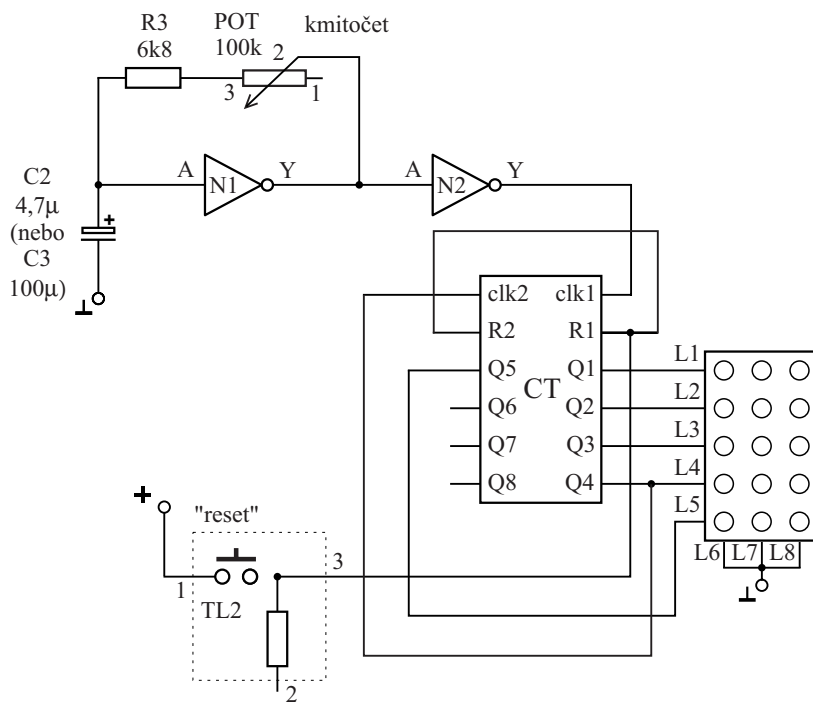 R3
6k8
POT
100k
kmitočet
2
3
1
A
N1
Y
A
N2
Y
C2
4,7µ
(nebo
C3
100µ)
+
clk2
clk1
R2
R1
Q5
Q1
Q6
Q2
Q7
Q3
Q8
Q4
CT
L1
L2
L3
L4
L5
L6
L7
L8
+
"reset"
1
TL2
3
2